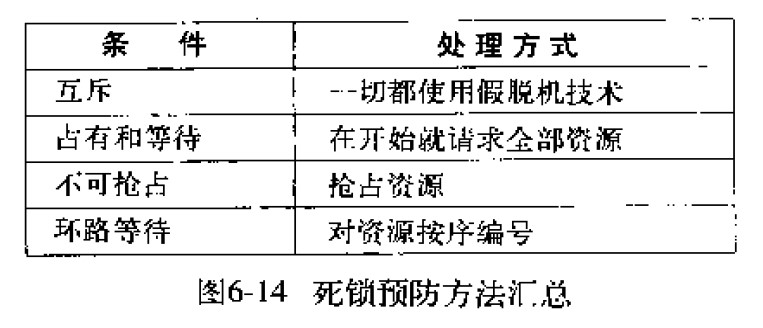 条 件 处理方式
互斥 一切都使用假脱机技术
占有和等待 在开始就请求全部资源
不可抢占 抢占资源
环路等待 对资源按序编号
图6-14 死锁预防方法汇总